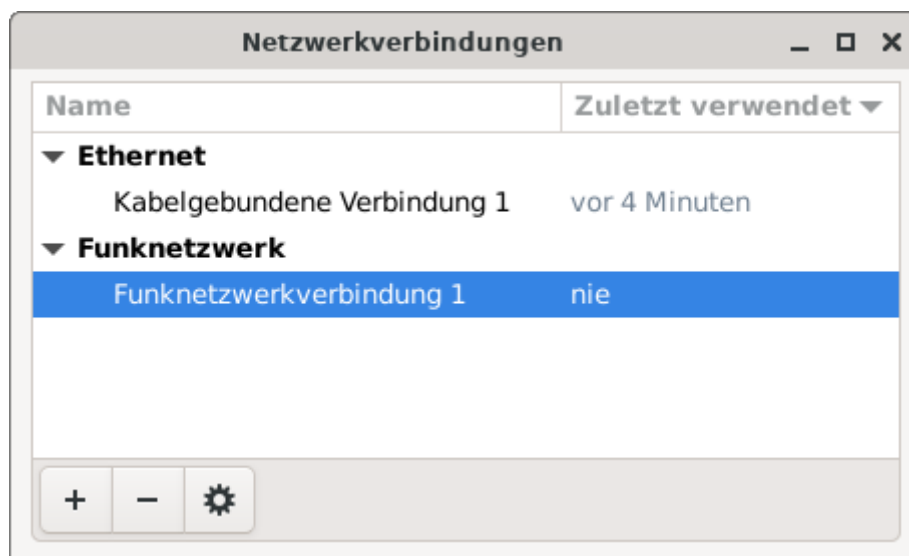 Netzwerkverbindungen
Name Zuletzt verwendet
Ethernet
Kabelgebundene Verbindung 1 vor 4 Minuten
Funknetzwerk
Funknetzwerkverbindung 1 nie